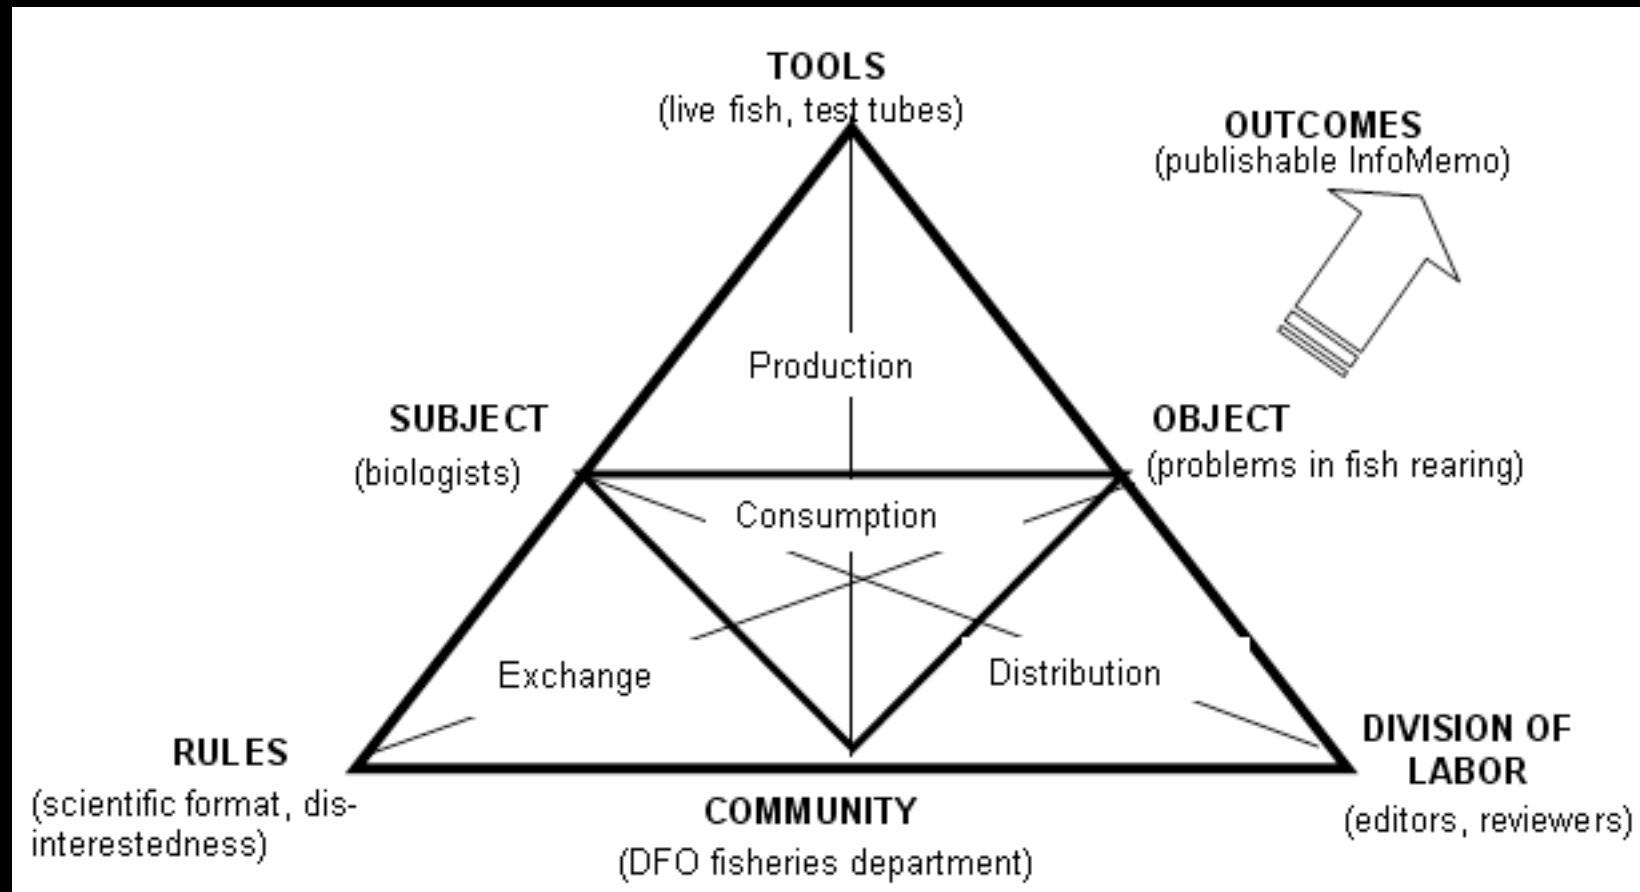 TOOLS
(live fish, test tubes)
OUTCOMES
(publishable InfoMemo)
Production
SUBJECT
(biologists)
OBJECT
(problems in fish rearing)
Consumption
Exchange
Distribution
RULES
(scientific format, dis-
interestedness)
COMMUNITY
(DFO fisheries department)
DIVISION OF
LABOR
(editors, reviewers)